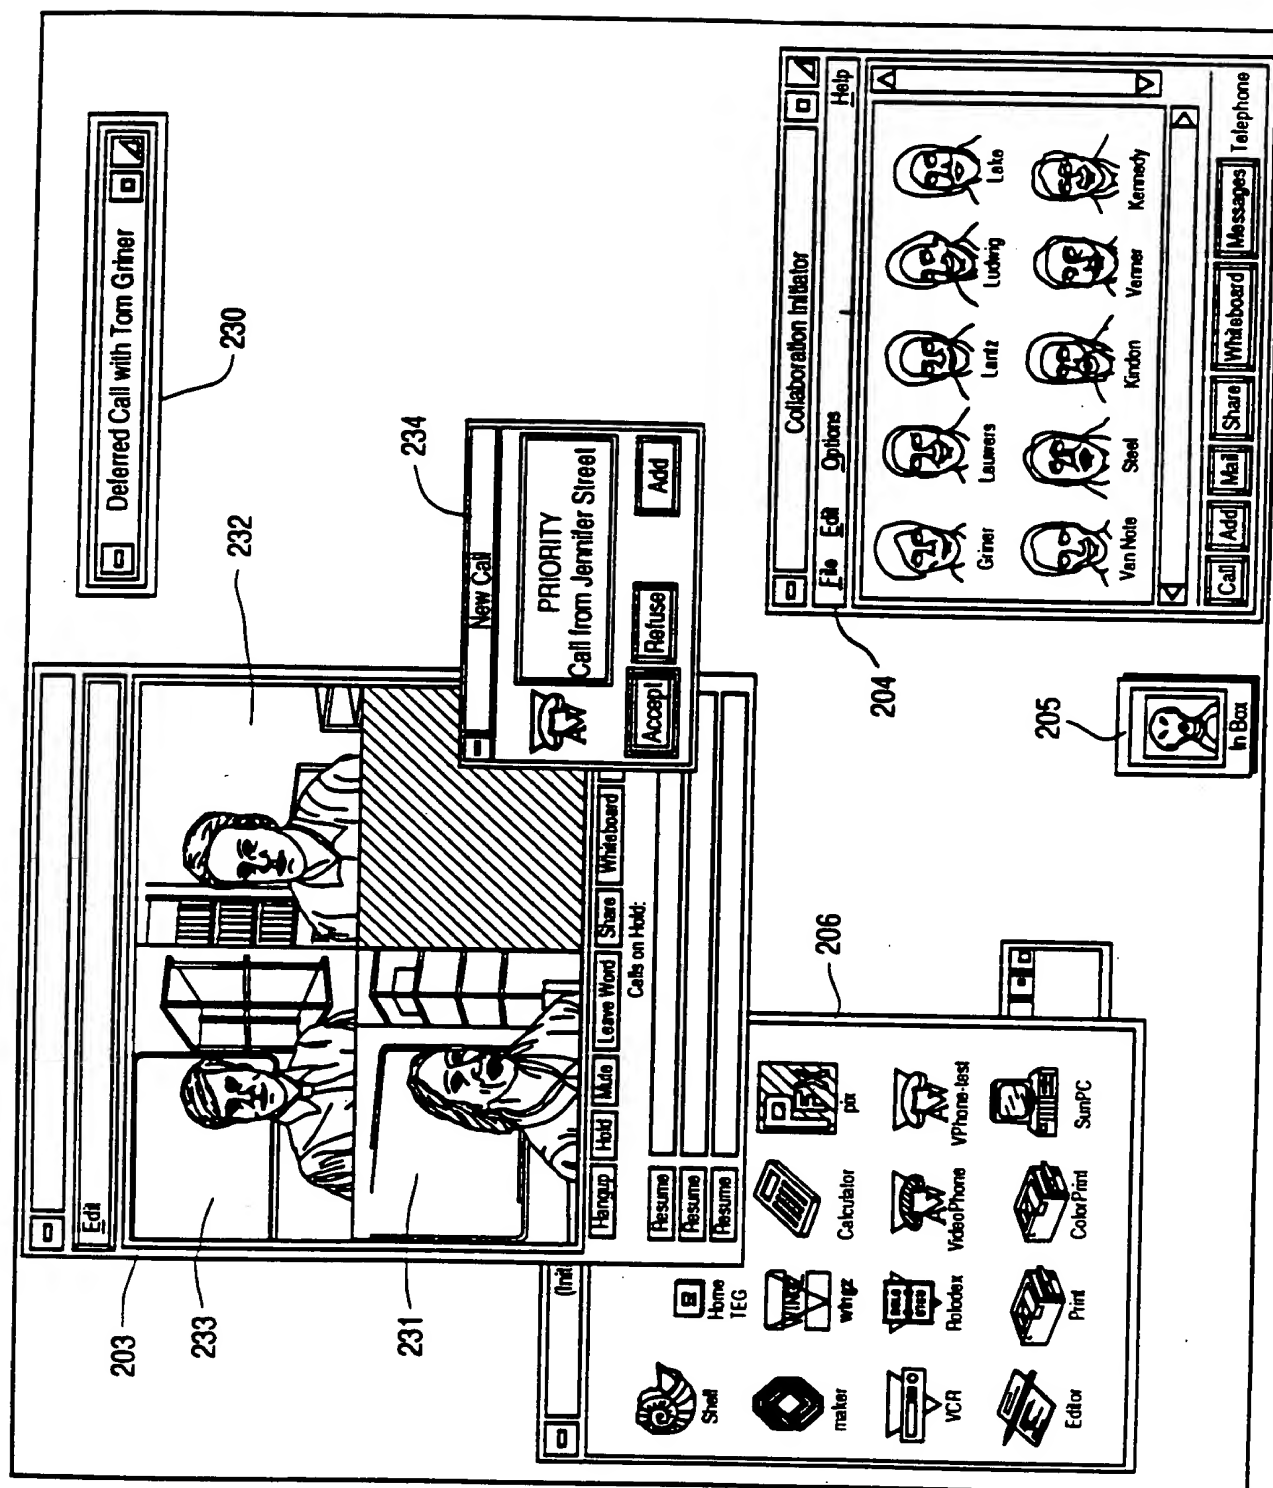 Deferred Call with Tom Griner
230
203
Edit
232
233
231
Hangup Hold Mute Leave Word Share Whiteboard
Calls on Hold:
Resume
Resume
Resume
New Call
234
PRIORITY
Call from Jennifer Street
Accept Refuse Add
(Init
Shell
Home
TEG
maker
wingz
WINGZ
Calculator
pix
VCR
Rolodex
VideoPhone
VPhone-test
Editor
Print
ColorPrint
SunPC
206
205
In Box
204
Collaboration Initiator
File Edit Options Help
Griner Lauwers Lantz Ludwig Lake
Van Note Steel Kindon Venner Kennedy
Call Add Mail Share Whiteboard Messages Telephone